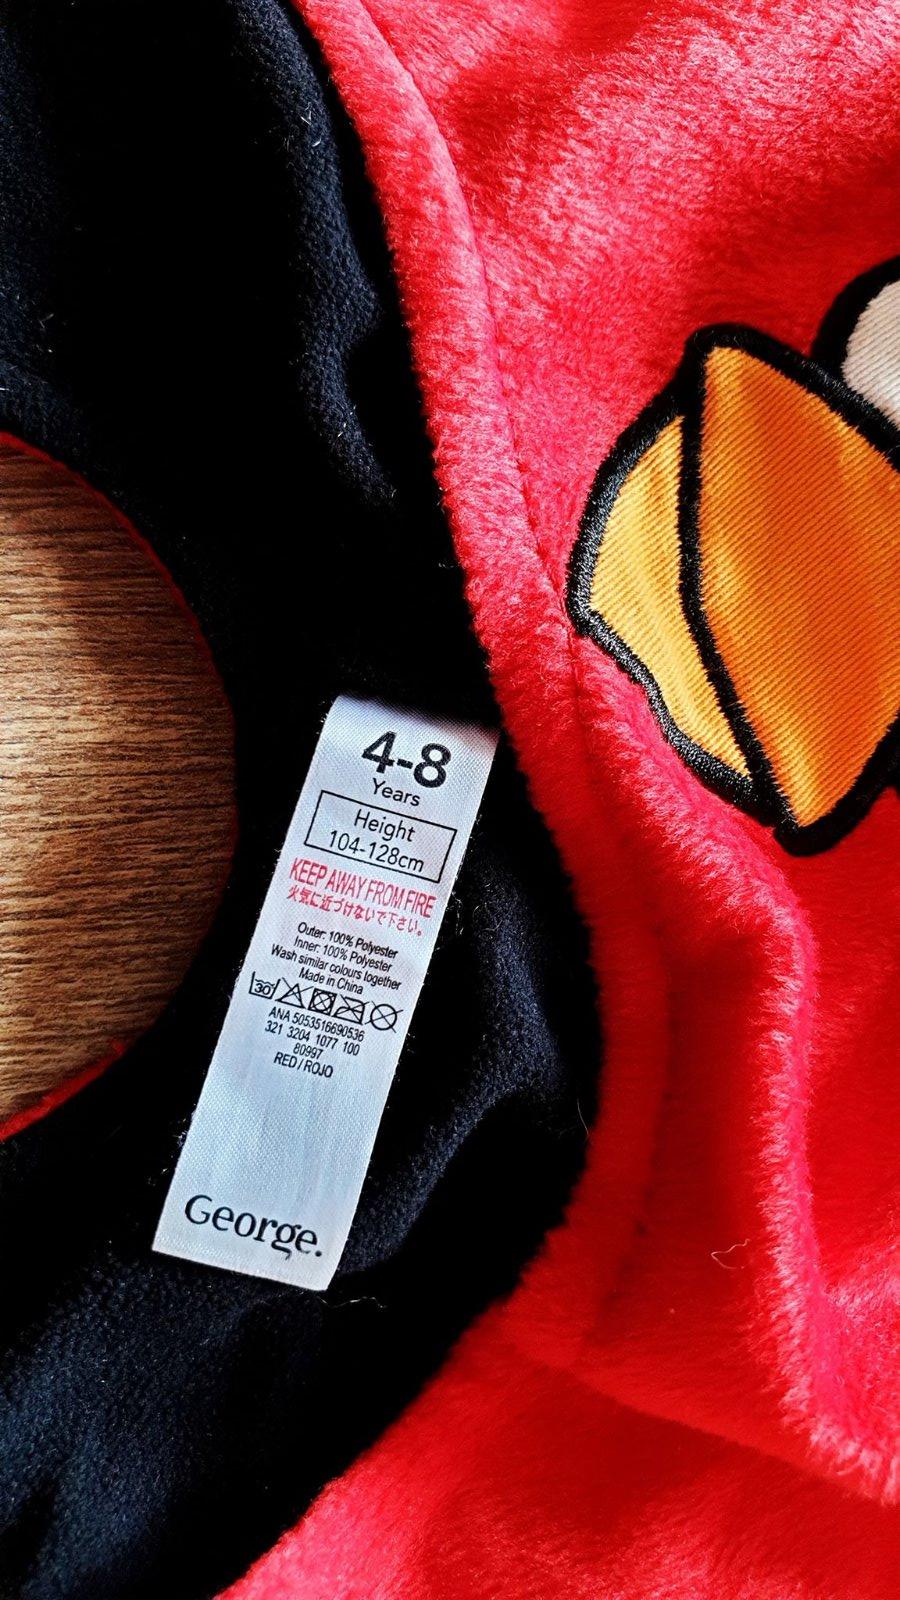 4-8
Years
Height
104-128cm
KEEP AWAY FROM FIRE
火気に近づけないで下さい。
Outer: 100% Polyester
Inner: 100% Polyester
Wash similar colours together
Made in China
30°
ANA 5053516690536
321 3204 1077 100
80997
RED / ROJO
George.